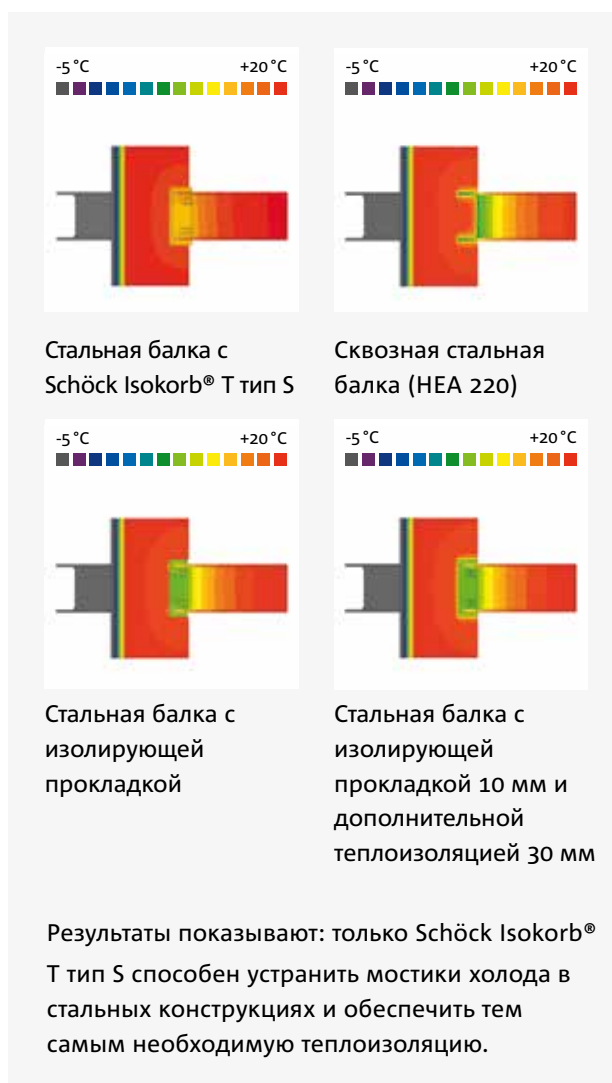 -5 °C +20 °C
-5 °C +20 °C
Стальная балка с
Schöck Isokorb® T тип S
Сквозная стальная
балка (HEA 220)
-5 °C +20 °C
-5 °C +20 °C
Стальная балка с
изолирующей
прокладкой
Стальная балка с
изолирующей
прокладкой 10 мм и
дополнительной
теплоизоляцией 30 мм
Результаты показывают: только Schöck Isokorb®
T тип S способен устранить мостики холода в
стальных конструкциях и обеспечить тем
самым необходимую теплоизоляцию.